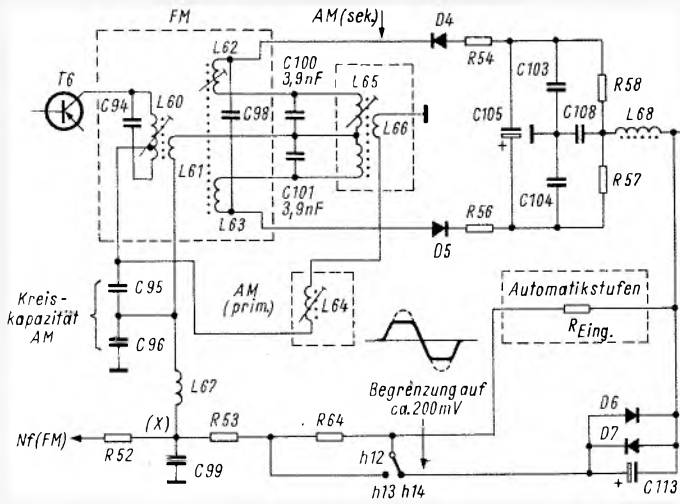 FM
AM (sek.)
D4
L62
R54
C100
3,9nF
L65
T6
C94
L60
C98
L66
C103
R58
C105
C108
L68
+
L61
C101
3,9nF
C104
R57
L63
R56
D5
C95
AM
(prim.)
L64
Automatikstufen
REing.
Kreis-
kapazität
AM
C96
L67
Begrenzung auf
ca. 200mV
D6
(X)
R53
R64
D7
Nf(FM)
R52
C99
h12
h13 h14
+
C113